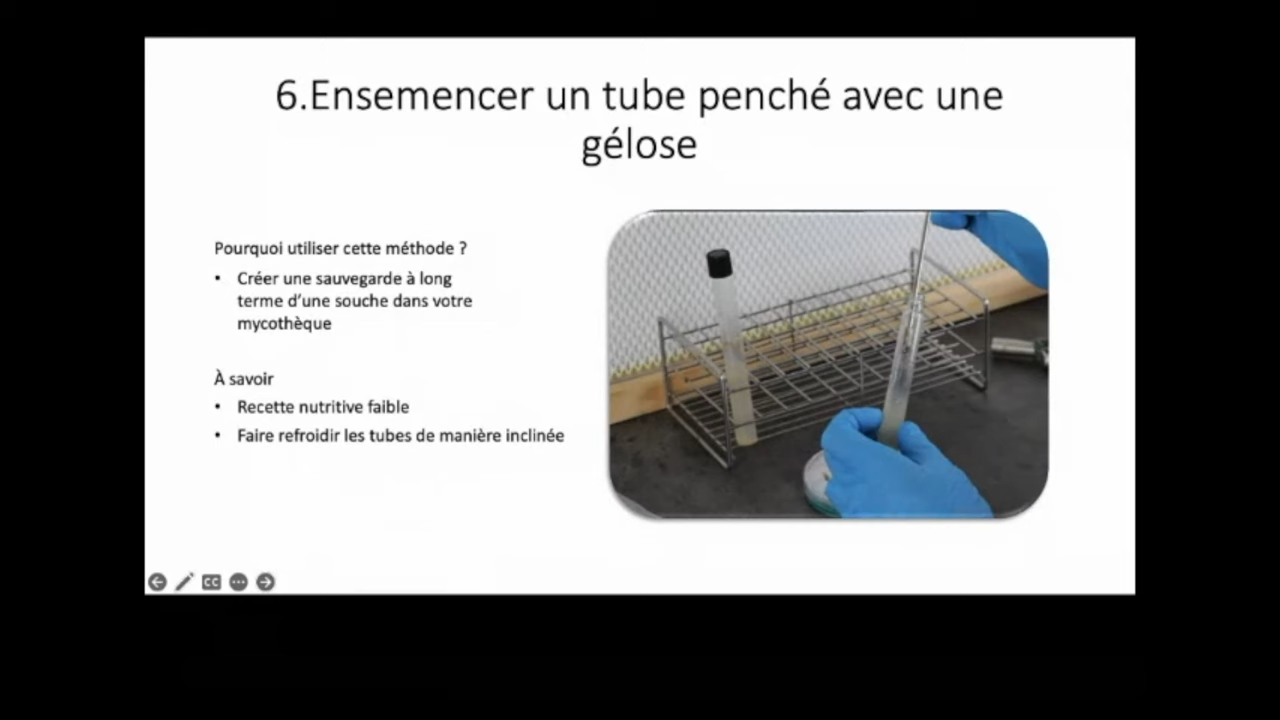 6.Ensemencer un tube penché avec une
gélose
Pourquoi utiliser cette méthode ?
• Créer une sauvegarde à long
terme d’une souche dans votre
mycothèque
À savoir
• Recette nutritive faible
• Faire refroidir les tubes de manière inclinée
CC